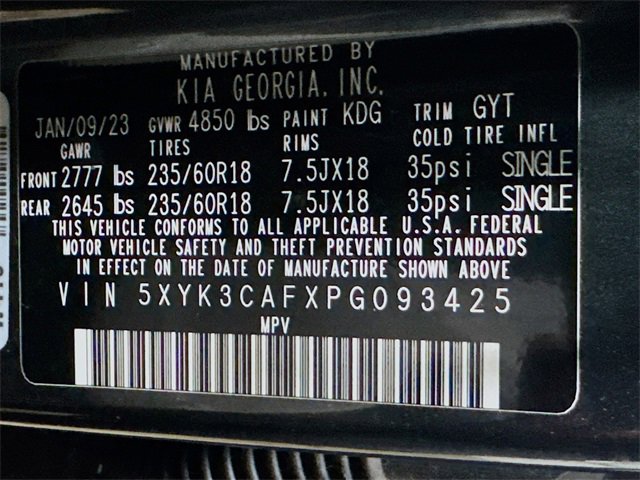 MANUFACTURED BY
KIA GEORGIA, INC.
JAN/09/23 GVWR 4850 lbs PAINT KDG TRIM GYT
GAWR TIRES RIMS COLD TIRE INFL
FRONT 2777 lbs 235/60R18 7.5JX18 35psi SINGLE
REAR 2645 lbs 235/60R18 7.5JX18 35psi SINGLE
THIS VEHICLE CONFORMS TO ALL APPLICABLE U.S.A. FEDERAL
MOTOR VEHICLE SAFETY AND THEFT PREVENTION STANDARDS
IN EFFECT ON THE DATE OF MANUFACTURE SHOWN ABOVE
VIN 5XYK3CAFXPG093425
MPV